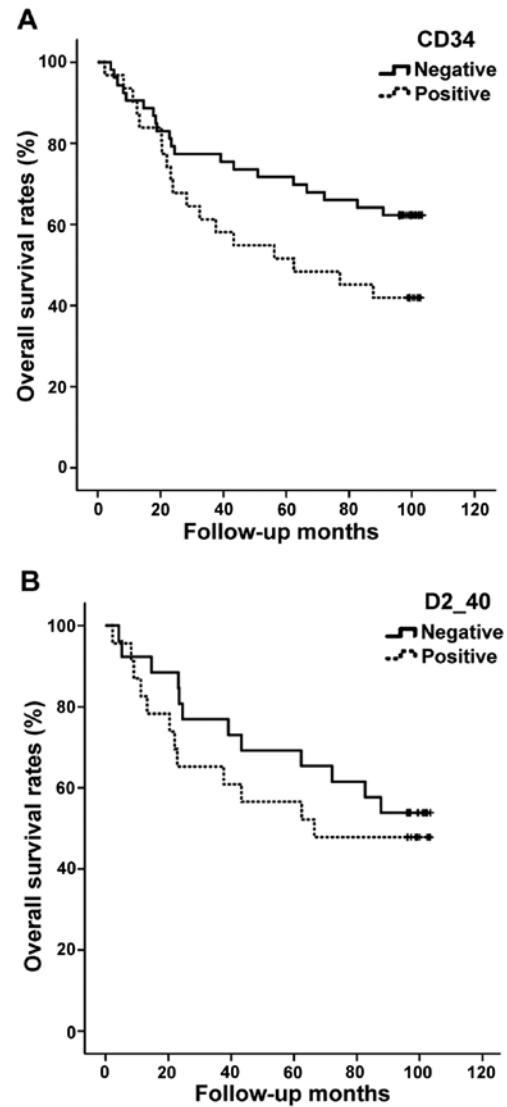 A
CD34
Negative
Positive
100
80
60
40
20
0
Overall survival rates (%)
0 20 40 60 80 100 120
Follow-up months
B
D2_40
Negative
Positive
100
80
60
40
20
0
Overall survival rates (%)
0 20 40 60 80 100 120
Follow-up months